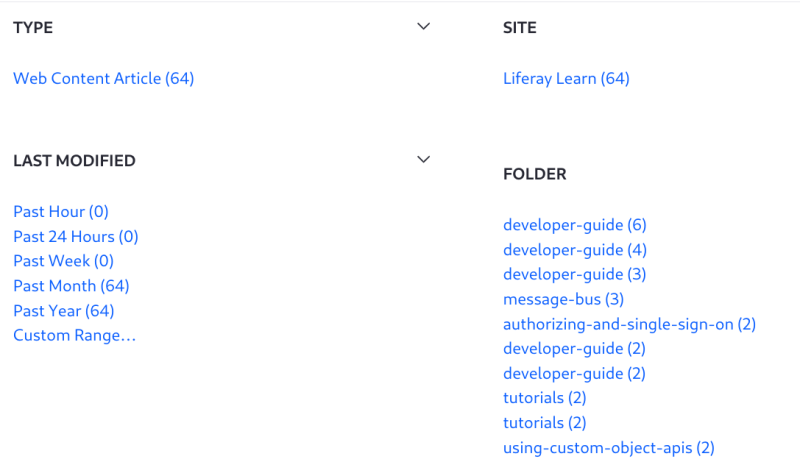 TYPE
Web Content Article (64)
LAST MODIFIED
Past Hour (0)
Past 24 Hours (0)
Past Week (0)
Past Month (64)
Past Year (64)
Custom Range…
SITE
Liferay Learn (64)
FOLDER
developer-guide (6)
developer-guide (4)
developer-guide (3)
message-bus (3)
authorizing-and-single-sign-on (2)
developer-guide (2)
developer-guide (2)
tutorials (2)
tutorials (2)
using-custom-object-apis (2)